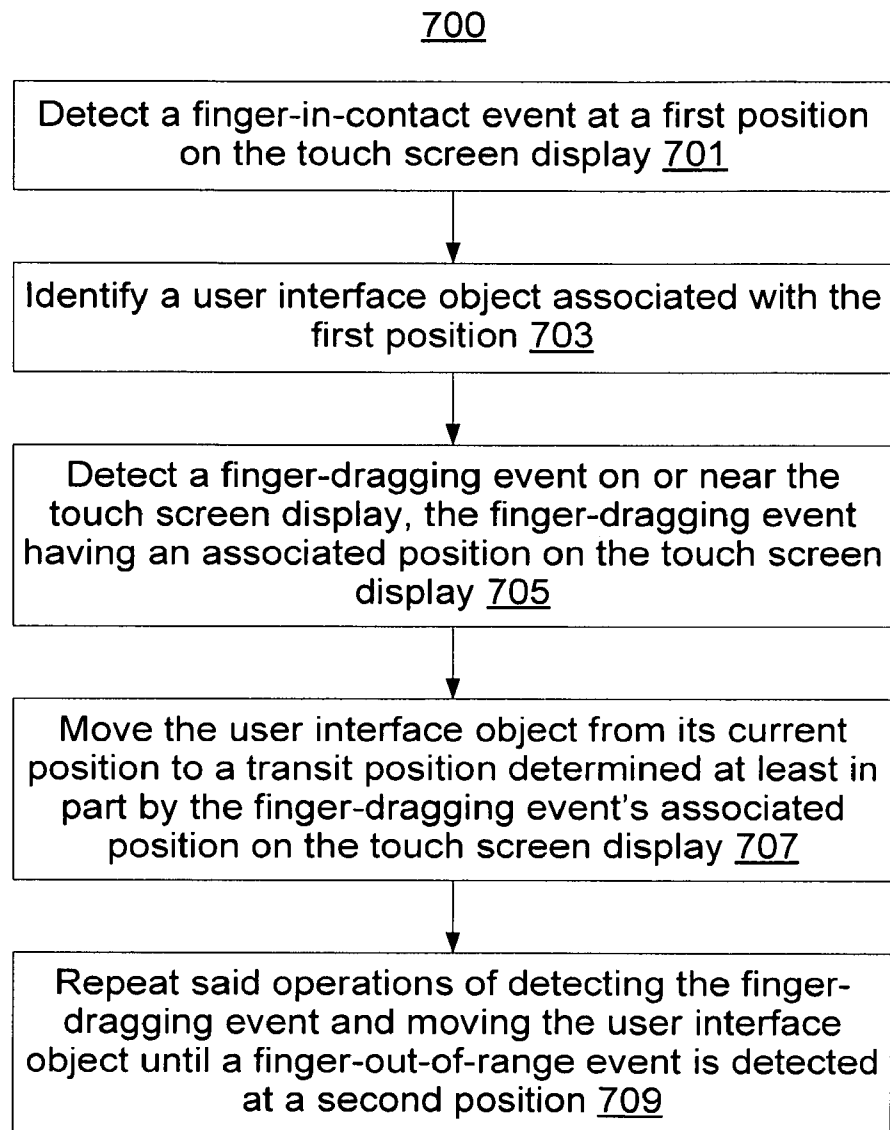 700
Detect a finger-in-contact event at a first position
on the touch screen display 701
Identify a user interface object associated with the
first position 703
Detect a finger-dragging event on or near the
touch screen display, the finger-dragging event
having an associated position on the touch screen
display 705
Move the user interface object from its current
position to a transit position determined at least in
part by the finger-dragging event's associated
position on the touch screen display 707
Repeat said operations of detecting the finger-
dragging event and moving the user interface
object until a finger-out-of-range event is detected
at a second position 709